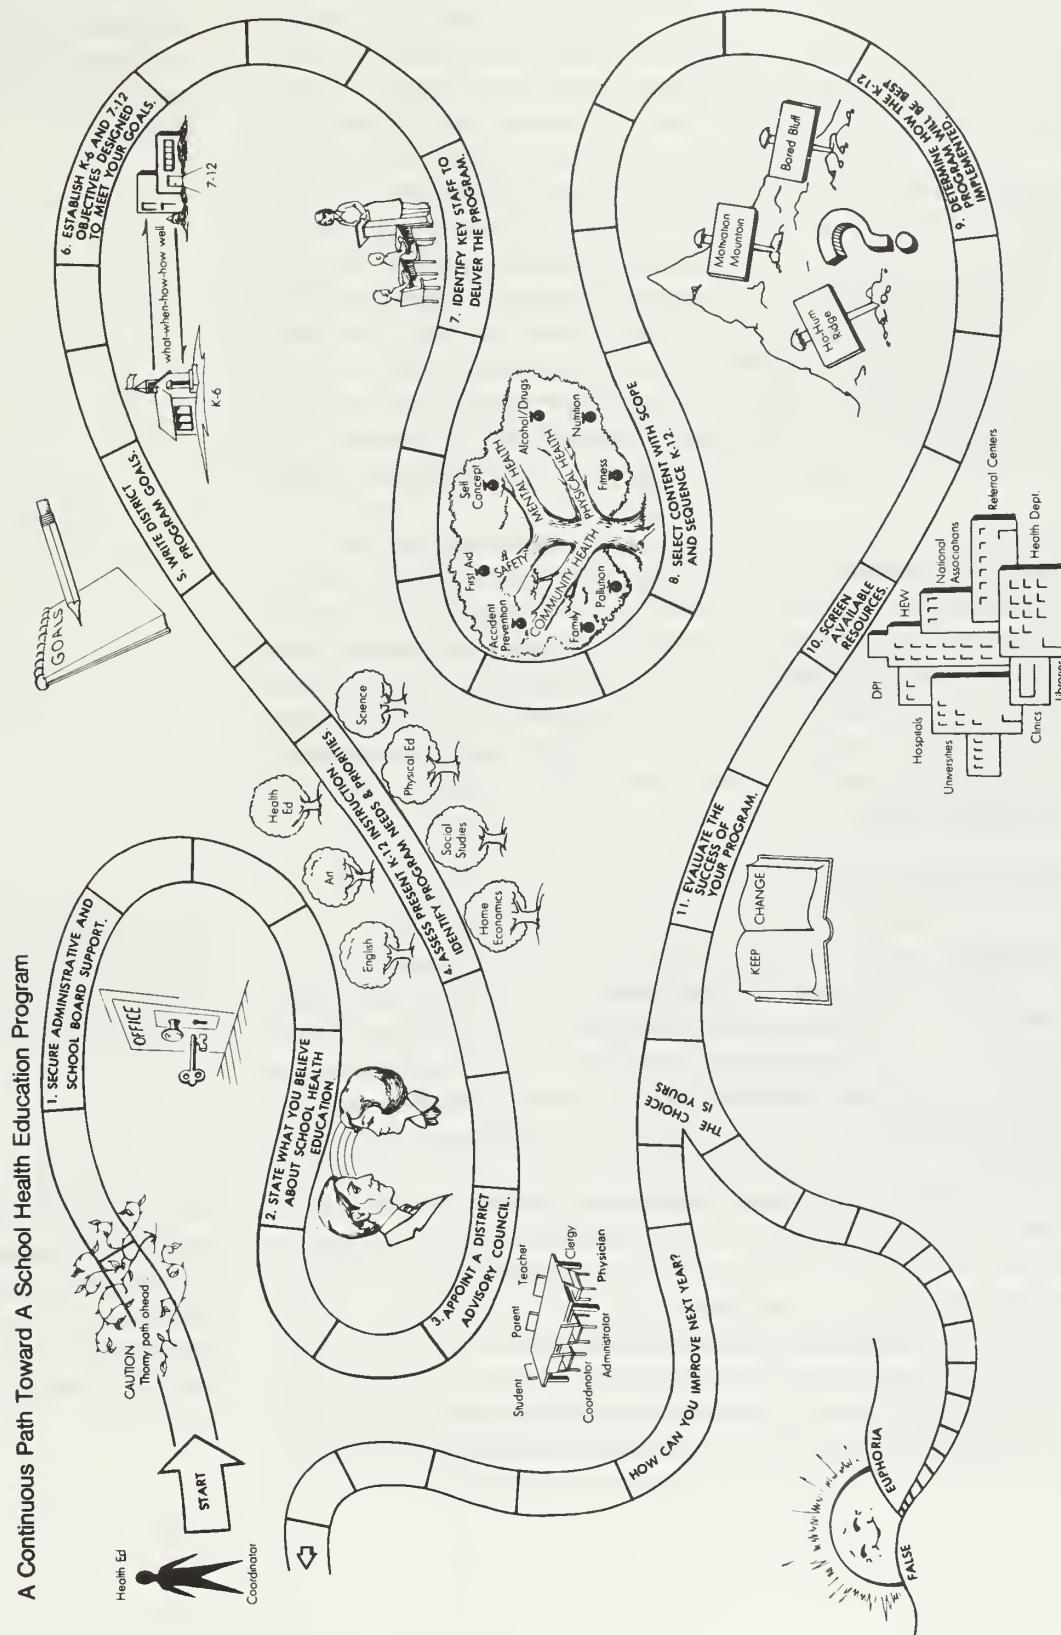 A Continuous Path Toward A School Health Education Program
Health Ed
Coordinator
START
CAUTION
Thorny path ahead.
1. SECURE ADMINISTRATIVE AND
SCHOOL BOARD SUPPORT.
OFFICE
2. STATE WHAT YOU BELIEVE
ABOUT SCHOOL HEALTH
EDUCATION.
3. APPOINT A DISTRICT
ADVISORY COUNCIL.
Student
Parent
Teacher
Clergy
Physician
Administrator
Coordinator
4. ASSESS PRESENT K-12 INSTRUCTION.
IDENTIFY PROGRAM NEEDS & PRIORITIES.
English
Art
Health
Ed
Home
Economics
Social
Studies
Physical Ed
Science
5. WRITE DISTRICT
PROGRAM GOALS.
GOALS
6. ESTABLISH K-6 AND 7-12
OBJECTIVES DESIGNED
TO MEET YOUR GOALS.
K-6
what-when-how-how well
7-12
7. IDENTIFY KEY STAFF TO
DELIVER THE PROGRAM.
8. SELECT CONTENT WITH SCOPE
AND SEQUENCE K-12.
Accident
Prevention
First Aid
SAFETY
Self
Concept
MENTAL HEALTH
Alcohol/Drugs
Nutrition
PHYSICAL HEALTH
Fitness
COMMUNITY HEALTH
Family
Pollution
9. DETERMINE HOW THE K-12
PROGRAM WILL BE BEST
IMPLEMENTED.
Ho-Hum
Ridge
Motivation
Mountain
Bored Bluff
10. SCREEN
AVAILABLE
RESOURCES.
DPI
HEW
National
Associations
Referral Centers
Health Dept.
Hospitals
Universities
Clinics
11. EVALUATE THE
SUCCESS OF
YOUR PROGRAM.
KEEP
CHANGE
THE CHOICE
IS YOURS
HOW CAN YOU IMPROVE NEXT YEAR?
FALSE
EUPHORIA